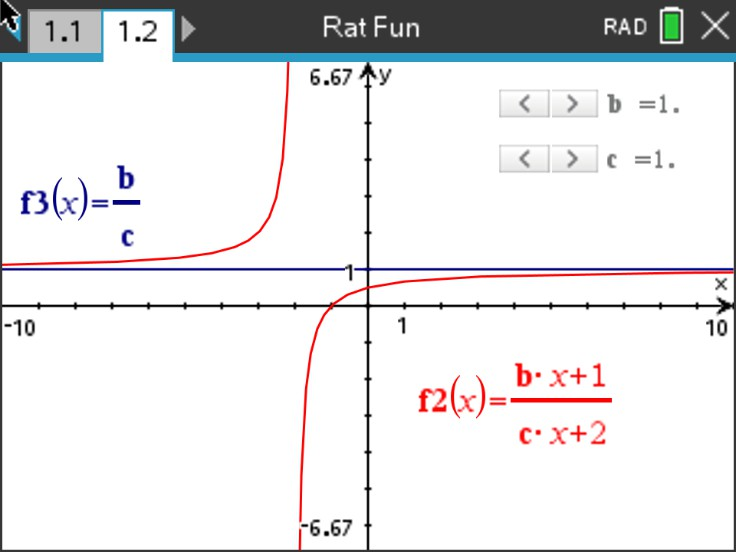 1.1 1.2 Rat Fun RAD
6.67 y
b =1.
c =1.
f3(x)=b/c
1
x
-10 1 10
f2(x)=b· x+1/c· x+2
-6.67